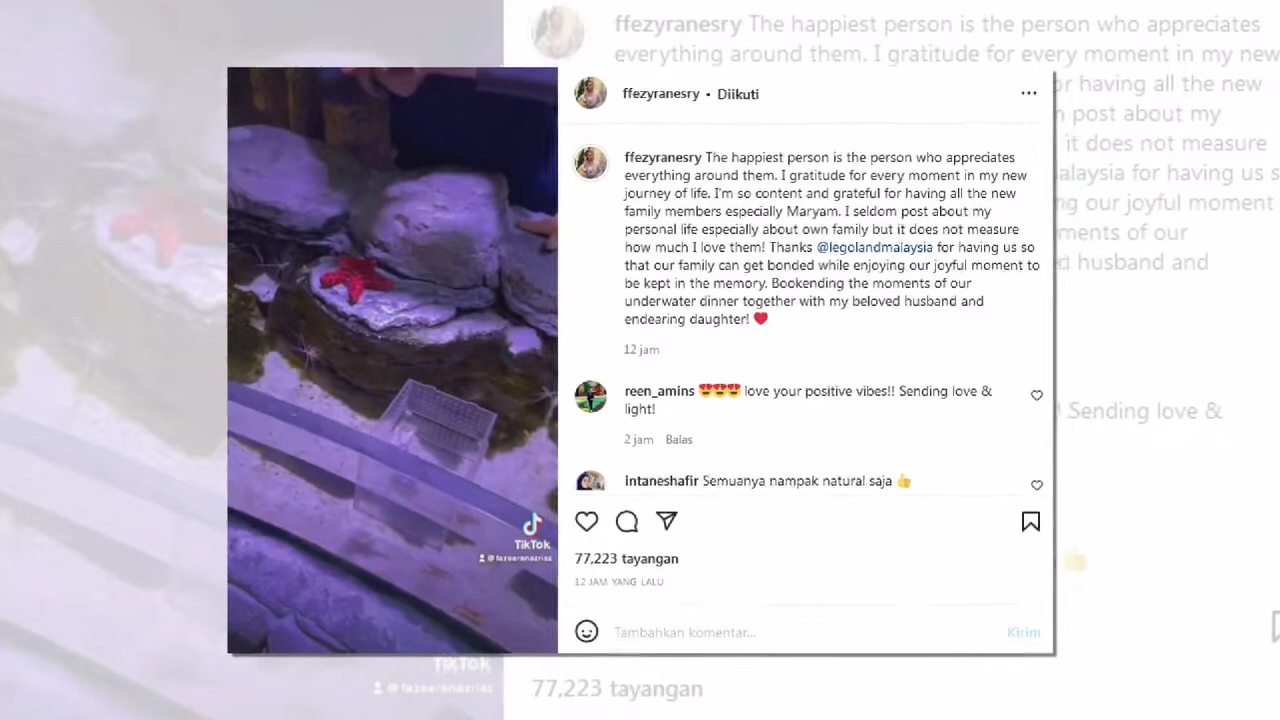 ffezyranesry The happiest person is the person who appreciates
everything around them. I gratitude for every moment in my new
or having all the new
post about my
it does not measure
alaysia for having us s
ng our joyful moment
ments of our
husband and
Sending love &
ffezyranesry • Diikuti
ffezyranesry The happiest person is the person who appreciates
everything around them. I gratitude for every moment in my new
journey of life. I'm so content and grateful for having all the new
family members especially Maryam. I seldom post about my
personal life especially about own family but it does not measure
how much I love them! Thanks @legolandmalaysia for having us so
that our family can get bonded while enjoying our joyful moment to
be kept in the memory. Bookending the moments of our
underwater dinner together with my beloved husband and
endearing daughter! ❤️
12 jam
reen_amins 😍😍😍 love your positive vibes!! Sending love &
light!
2 jam Balas
intaneshafir Semuanya nampak natural saja 👍
77,223 tayangan
12 JAM YANG LALU
Tambahkan komentar...
Kirim
TikTok
@fazeeranazriez
TikTok
@fazeeranazriez
77,223 tayangan